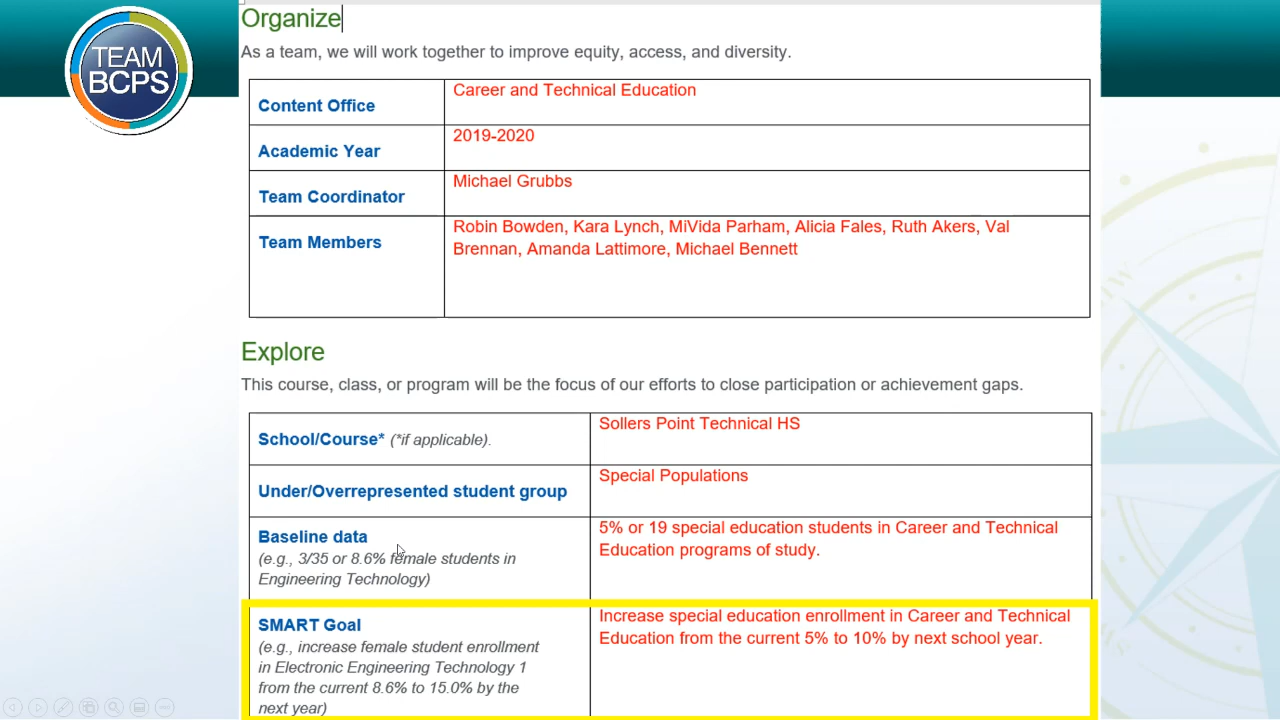 TEAM
BCPS
Organize
As a team, we will work together to improve equity, access, and diversity.
Content Office
Career and Technical Education
Academic Year
2019-2020
Team Coordinator
Michael Grubbs
Team Members
Robin Bowden, Kara Lynch, MiVida Parham, Alicia Fales, Ruth Akers, Val
Brennan, Amanda Lattimore, Michael Bennett
Explore
This course, class, or program will be the focus of our efforts to close participation or achievement gaps.
School/Course* (*if applicable).
Sollers Point Technical HS
Under/Overrepresented student group
Special Populations
Baseline data
(e.g., 3/35 or 8.6% female students in
Engineering Technology)
5% or 19 special education students in Career and Technical
Education programs of study.
SMART Goal
(e.g., increase female student enrollment
in Electronic Engineering Technology 1
from the current 8.6% to 15.0% by the
next year)
Increase special education enrollment in Career and Technical
Education from the current 5% to 10% by next school year.